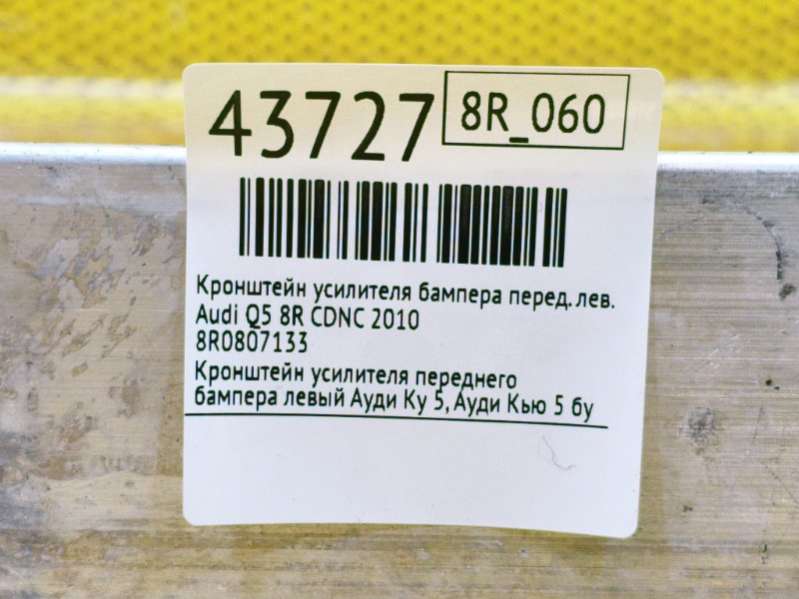 43727
8R_060
Кронштейн усилителя бампера перед. лев.
Audi Q5 8R CDNC 2010
8R0807133
Кронштейн усилителя переднего
бампера левый Ауди Ку 5, Ауди Кью 5 бу